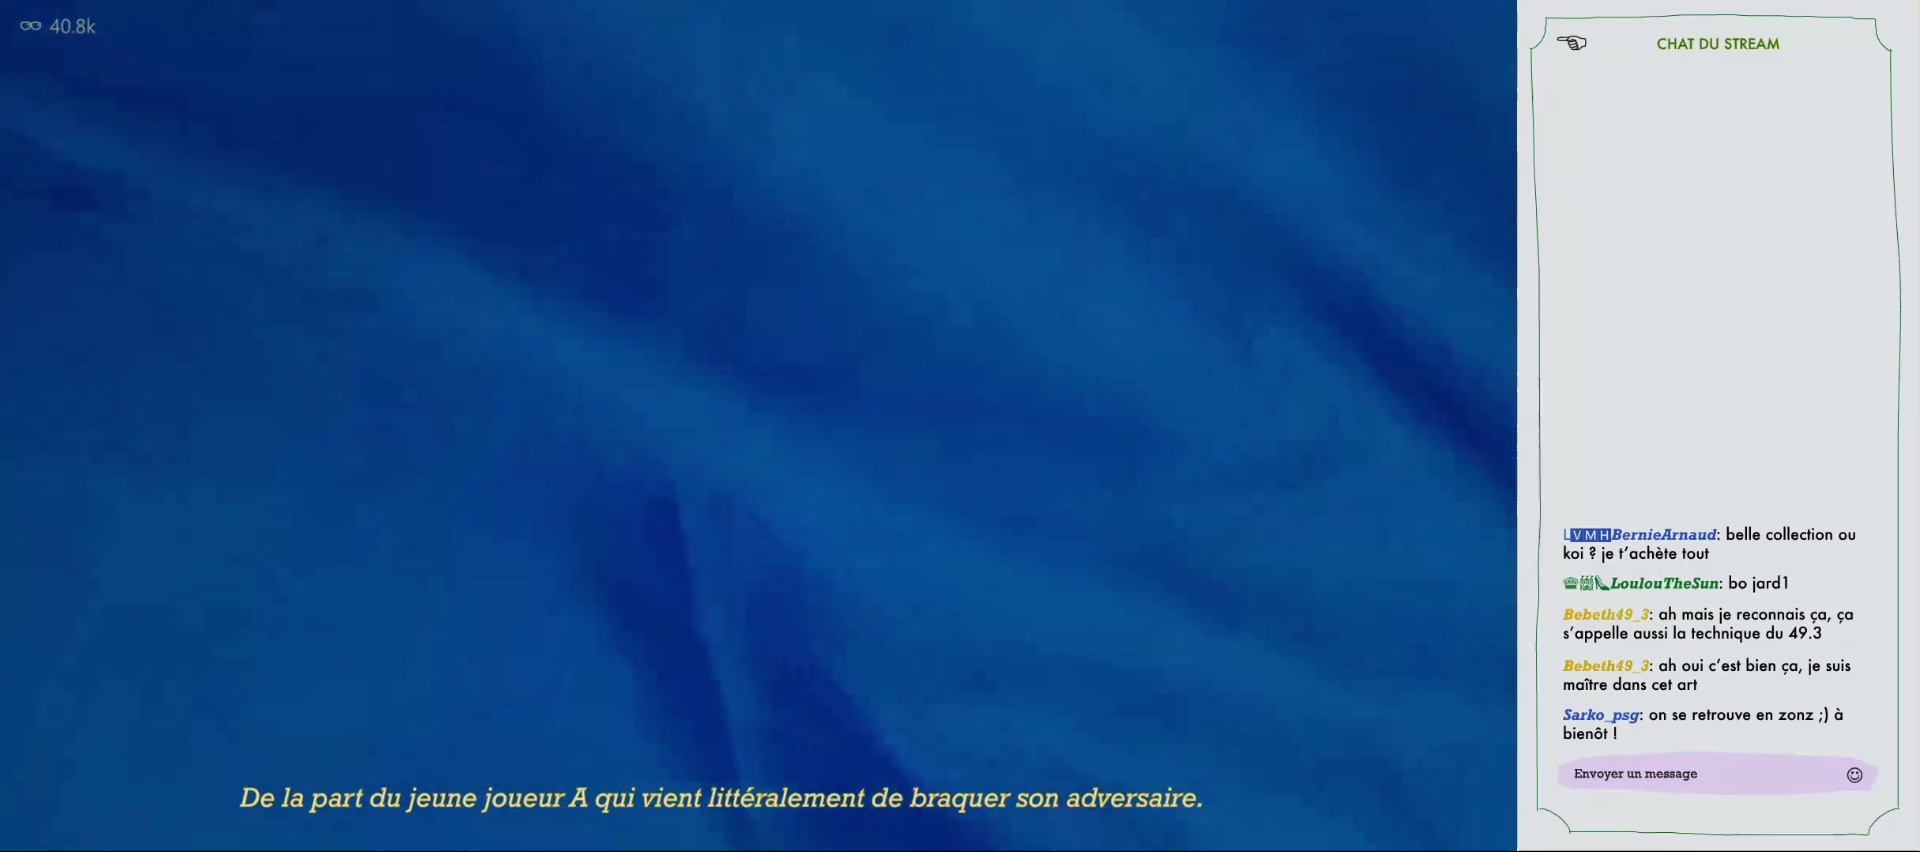 40.8k
CHAT DU STREAM
LVMHBernieArnaud: belle collection ou
koi ? je t’achète tout
LoulouTheSun: bo jard1
Bebeth49_3: ah mais je reconnais ça, ça
s’appelle aussi la technique du 49.3
Bebeth49_3: ah oui c’est bien ça, je suis
maître dans cet art
Sarko_psg: on se retrouve en zonz ;) à
bienôt !
Envoyer un message
De la part du jeune joueur A qui vient littéralement de braquer son adversaire.